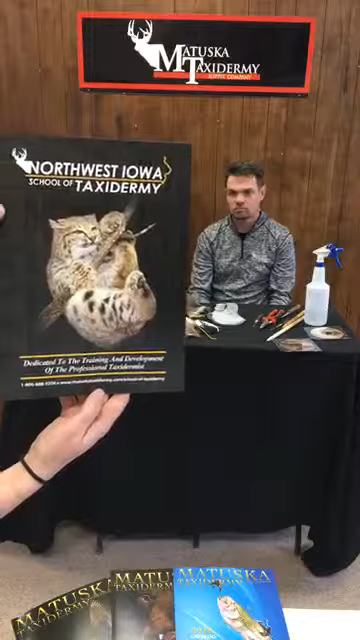 MATUSKA
TAXIDERMY
SUPPLY COMPANY
NORTHWEST IOWA
SCHOOL OF TAXIDERMY
Dedicated To The Training And Development
Of The Professional Taxidermist
MATUSKA
TAXIDERMY
MATUSKA
TAXIDERMY
MATUSKA
TAXIDERMY